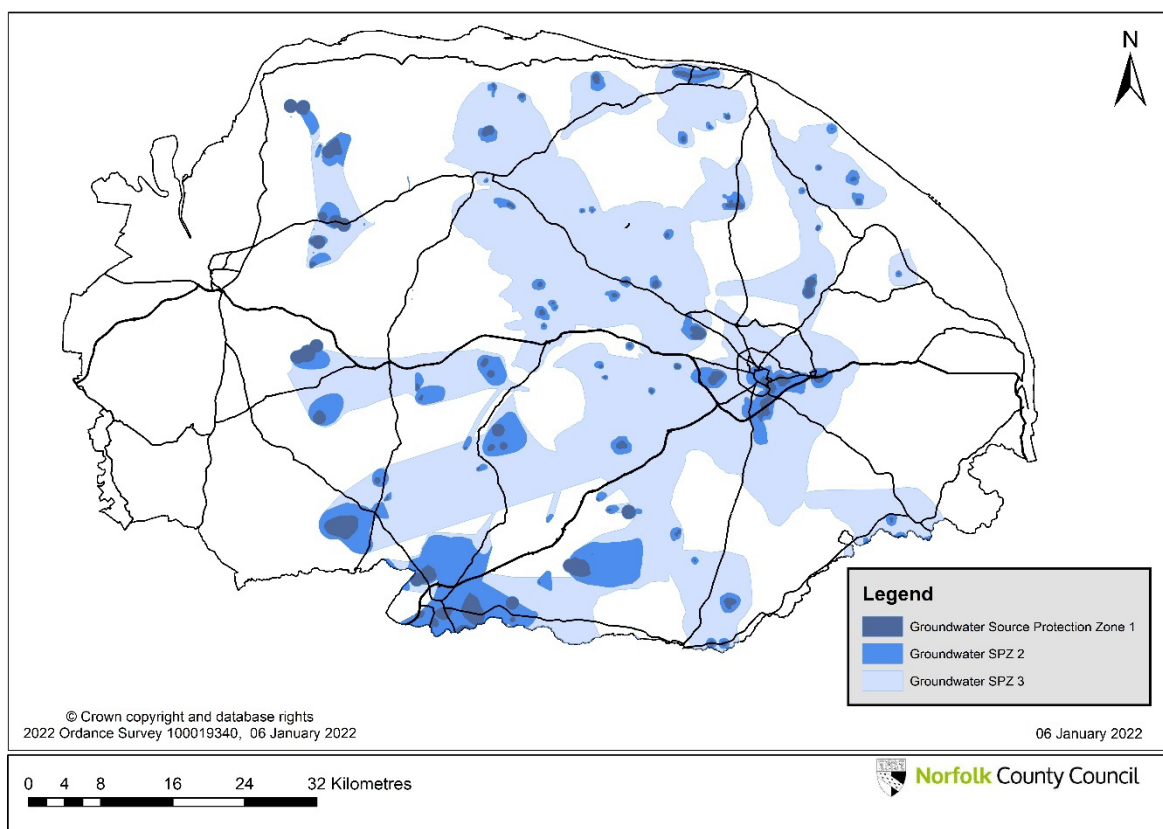 N
Legend
Groundwater Source Protection Zone 1
Groundwater SPZ 2
Groundwater SPZ 3
© Crown copyright and database rights
2022 Ordance Survey 100019340, 06 January 2022
06 January 2022
0 4 8 16 24 32 Kilometres
Norfolk County Council